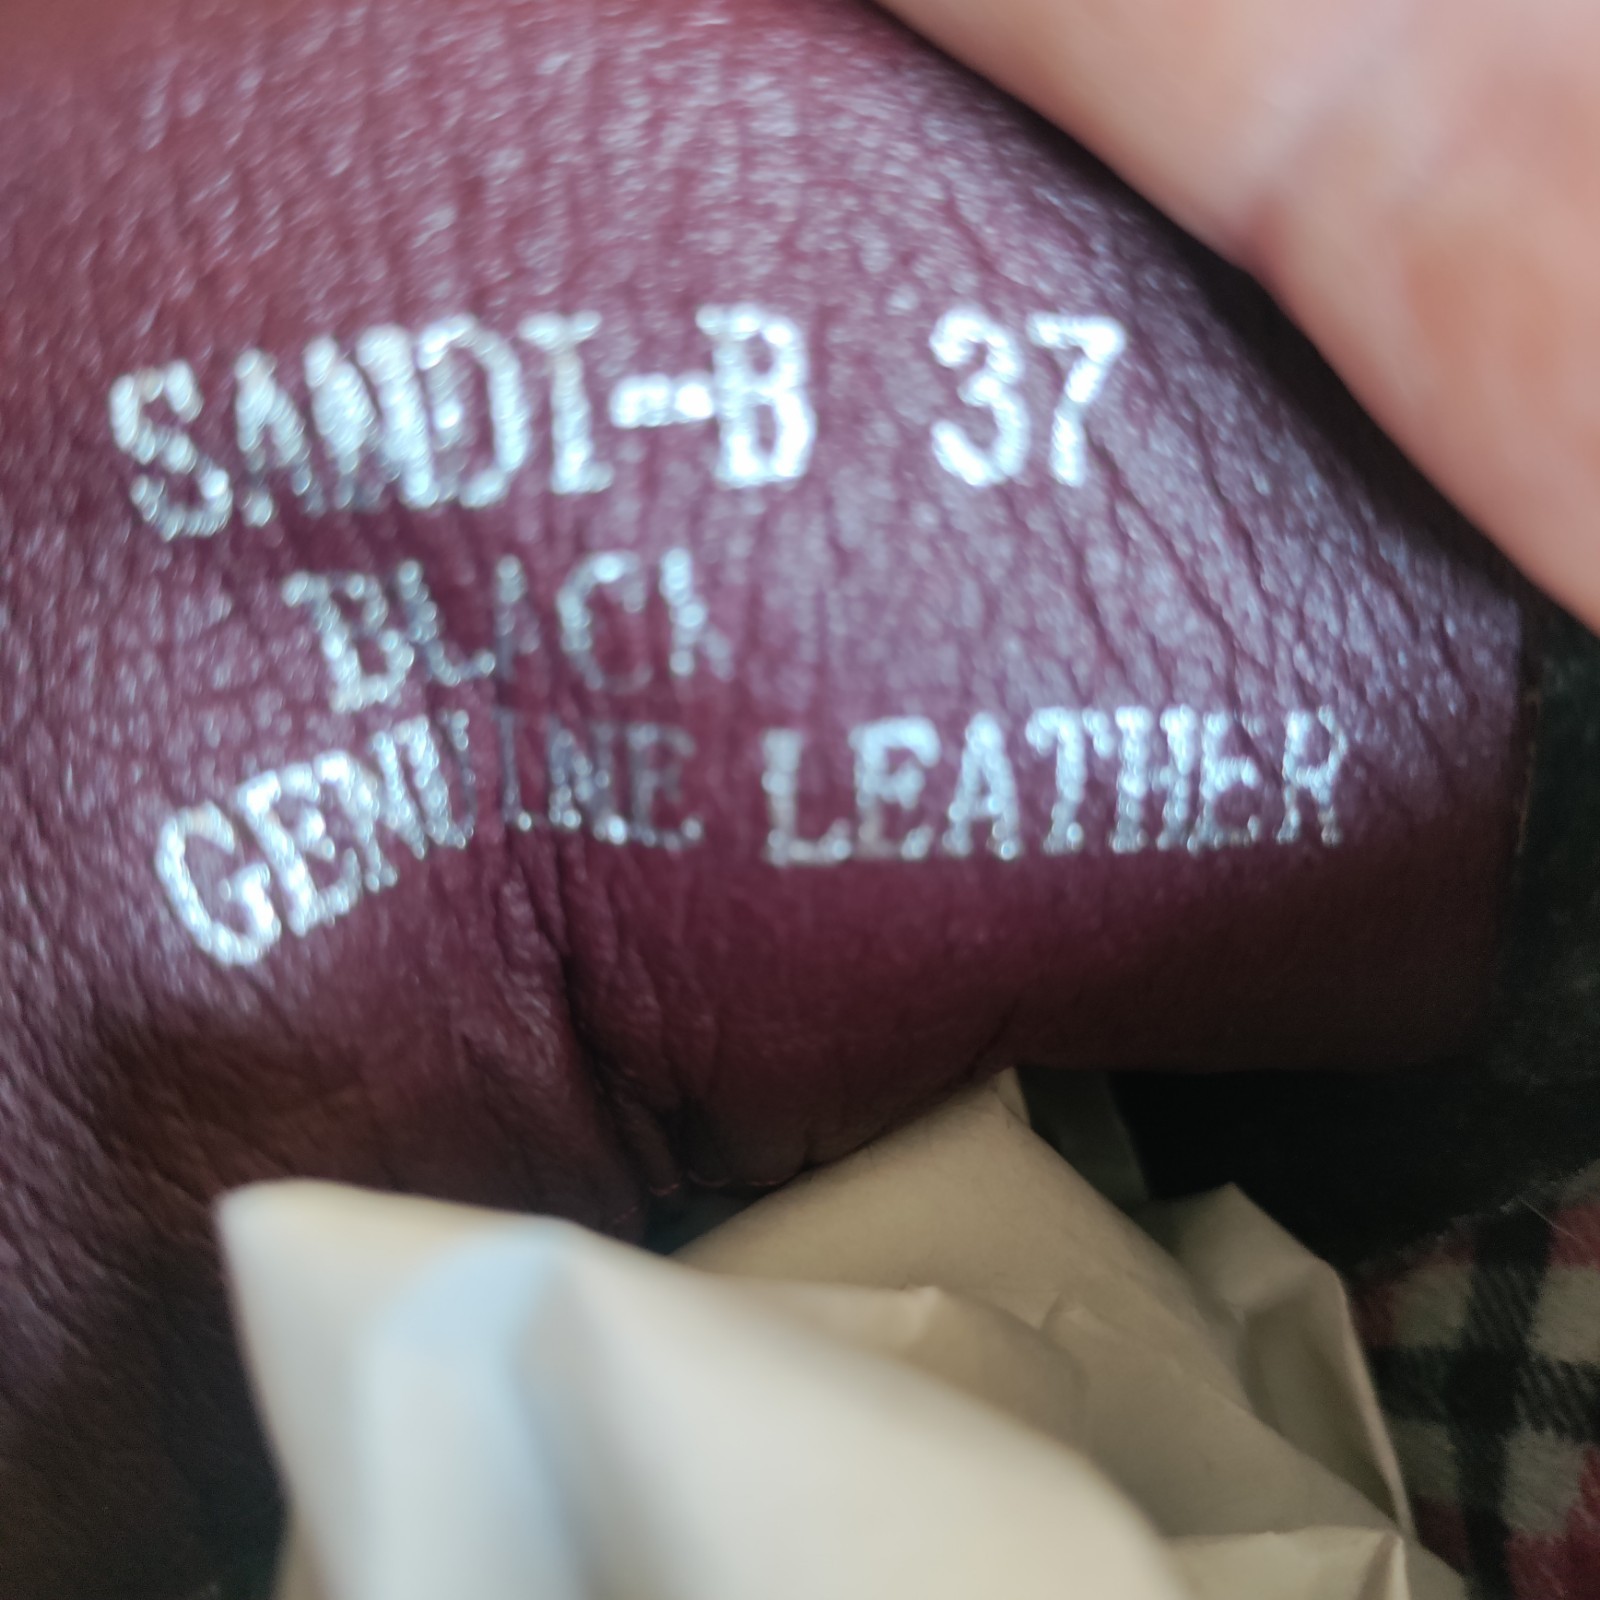 SANDI-B 37
BLACK
GENUINE LEATHER